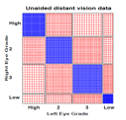 Unaided distant vision data
Right Eye Grade
High
2
3
Low
High
2
3
Low
Left Eye Grade